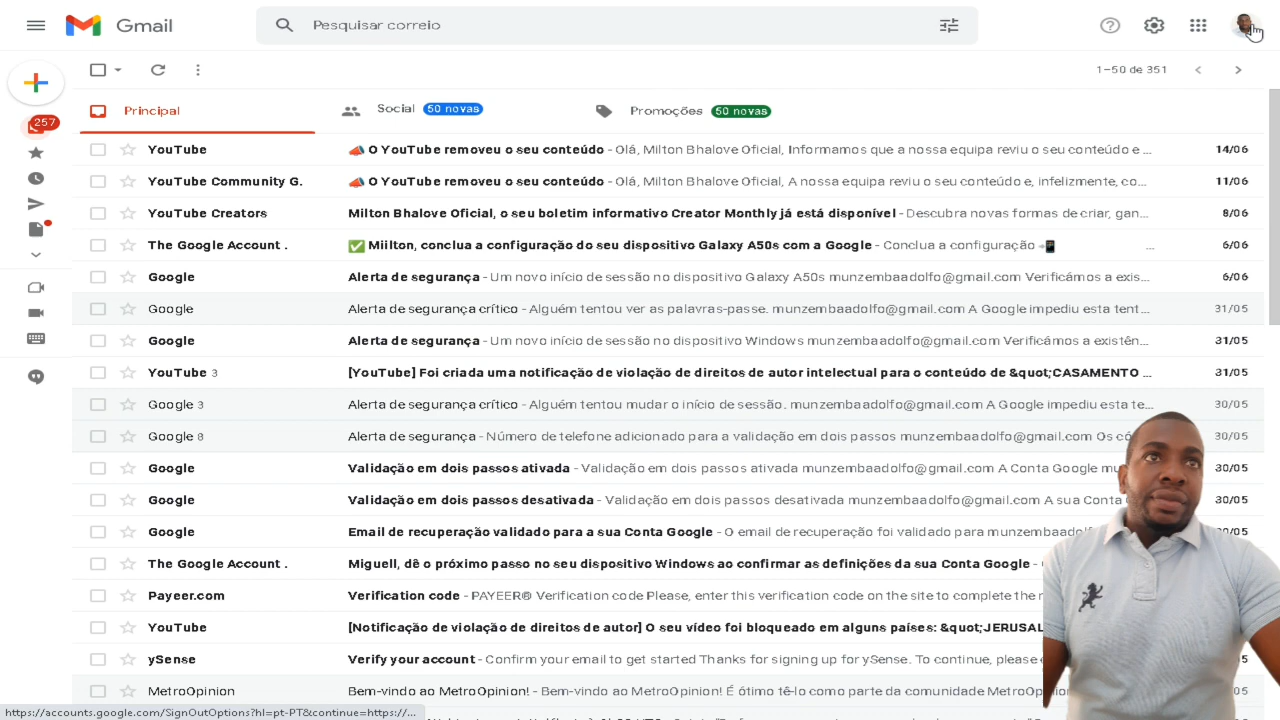 Gmail
Pesquisar correio
1–50 de 351
257
Principal
Social 50 novas
Promoções 50 novas
YouTube O YouTube removeu o seu conteúdo - Olá, Milton Bhalove Oficial, Informamos que a nossa equipa reviu o seu conteúdo e ... 14/06
YouTube Community G. O YouTube removeu o seu conteúdo - Olá, Milton Bhalove Oficial, A nossa equipa reviu o seu conteúdo e, infelizmente, co... 11/06
YouTube Creators Milton Bhalove Oficial, o seu boletim informativo Creator Monthly já está disponível - Descubra novas formas de criar, gan... 8/06
The Google Account . ✅ Miilton, conclua a configuração do seu dispositivo Galaxy A50s com a Google - Conclua a configuração 📲 ... 6/06
Google Alerta de segurança - Um novo início de sessão no dispositivo Galaxy A50s munzembaadolfo@gmail.com Verificámos a exis... 6/06
Google Alerta de segurança crítico - Alguém tentou ver as palavras-passe. munzembaadolfo@gmail.com A Google impediu esta tent... 31/05
Google Alerta de segurança - Um novo início de sessão no dispositivo Windows munzembaadolfo@gmail.com Verificámos a existên... 31/05
YouTube 3 [YouTube] Foi criada uma notificação de violação de direitos de autor intelectual para o conteúdo de &quot;CASAMENTO ... 31/05
Google 3 Alerta de segurança crítico - Alguém tentou mudar o início de sessão. munzembaadolfo@gmail.com A Google impediu esta te... 30/05
Google 8 Alerta de segurança - Número de telefone adicionado para a validação em dois passos munzembaadolfo@gmail.com Os 30/05
Google Validação em dois passos ativada - Validação em dois passos ativada munzembaadolfo@gmail.com A Conta Google 30/05
Google Validação em dois passos desativada - Validação em dois passos desativada munzembaadolfo@gmail.com A sua Conta 30/05
Google Email de recuperação validado para a sua Conta Google - O email de recuperação foi validado para 30/05
The Google Account . Miguell, dê o próximo passo no seu dispositivo Windows ao confirmar as definições da sua Conta Google -
Payeer.com Verification code - PAYEER® Verification code Please, enter this verification code on the site to complete the
YouTube [Notificação de violação de direitos de autor] O seu vídeo foi bloqueado em alguns países: &quot;JERUSAL
ySense Verify your account - Confirm your email to get started Thanks for signing up for ySense. To continue, please
MetroOpinion Bem-vindo ao MetroOpinion! - Bem-vindo ao MetroOpinion! É ótimo tê-lo como parte da comunidade MetroOpinion
https://accounts.google.com/SignOutOptions?hl=pt-PT&continue=https://...